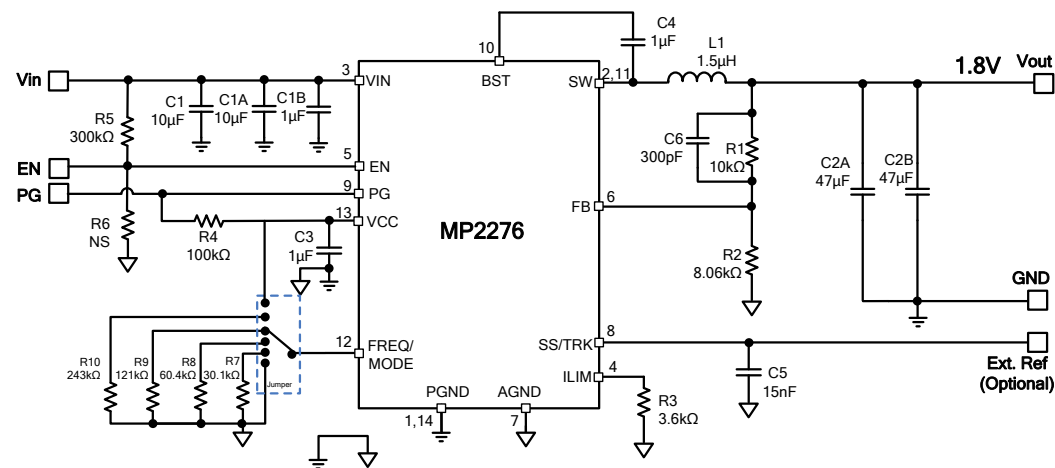 10
BST
C4
1µF
L1
1.5µH
1.8V
Vout
Vin
3
VIN
SW
2,11
C1
10µF
C1A
10µF
C1B
1µF
R5
300kΩ
C6
300pF
R1
10kΩ
C2A
47µF
C2B
47µF
EN
5
EN
PG
9
PG
13
VCC
MP2276
FB
6
R6
NS
R4
100kΩ
C3
1µF
R2
8.06kΩ
GND
R10
243kΩ
R9
121kΩ
R8
60.4kΩ
R7
30.1kΩ
Jumper
12
FREQ/
MODE
SS/TRK
8
Ext. Ref
(Optional)
ILIM
4
C5
15nF
R3
3.6kΩ
PGND
1,14
AGND
7